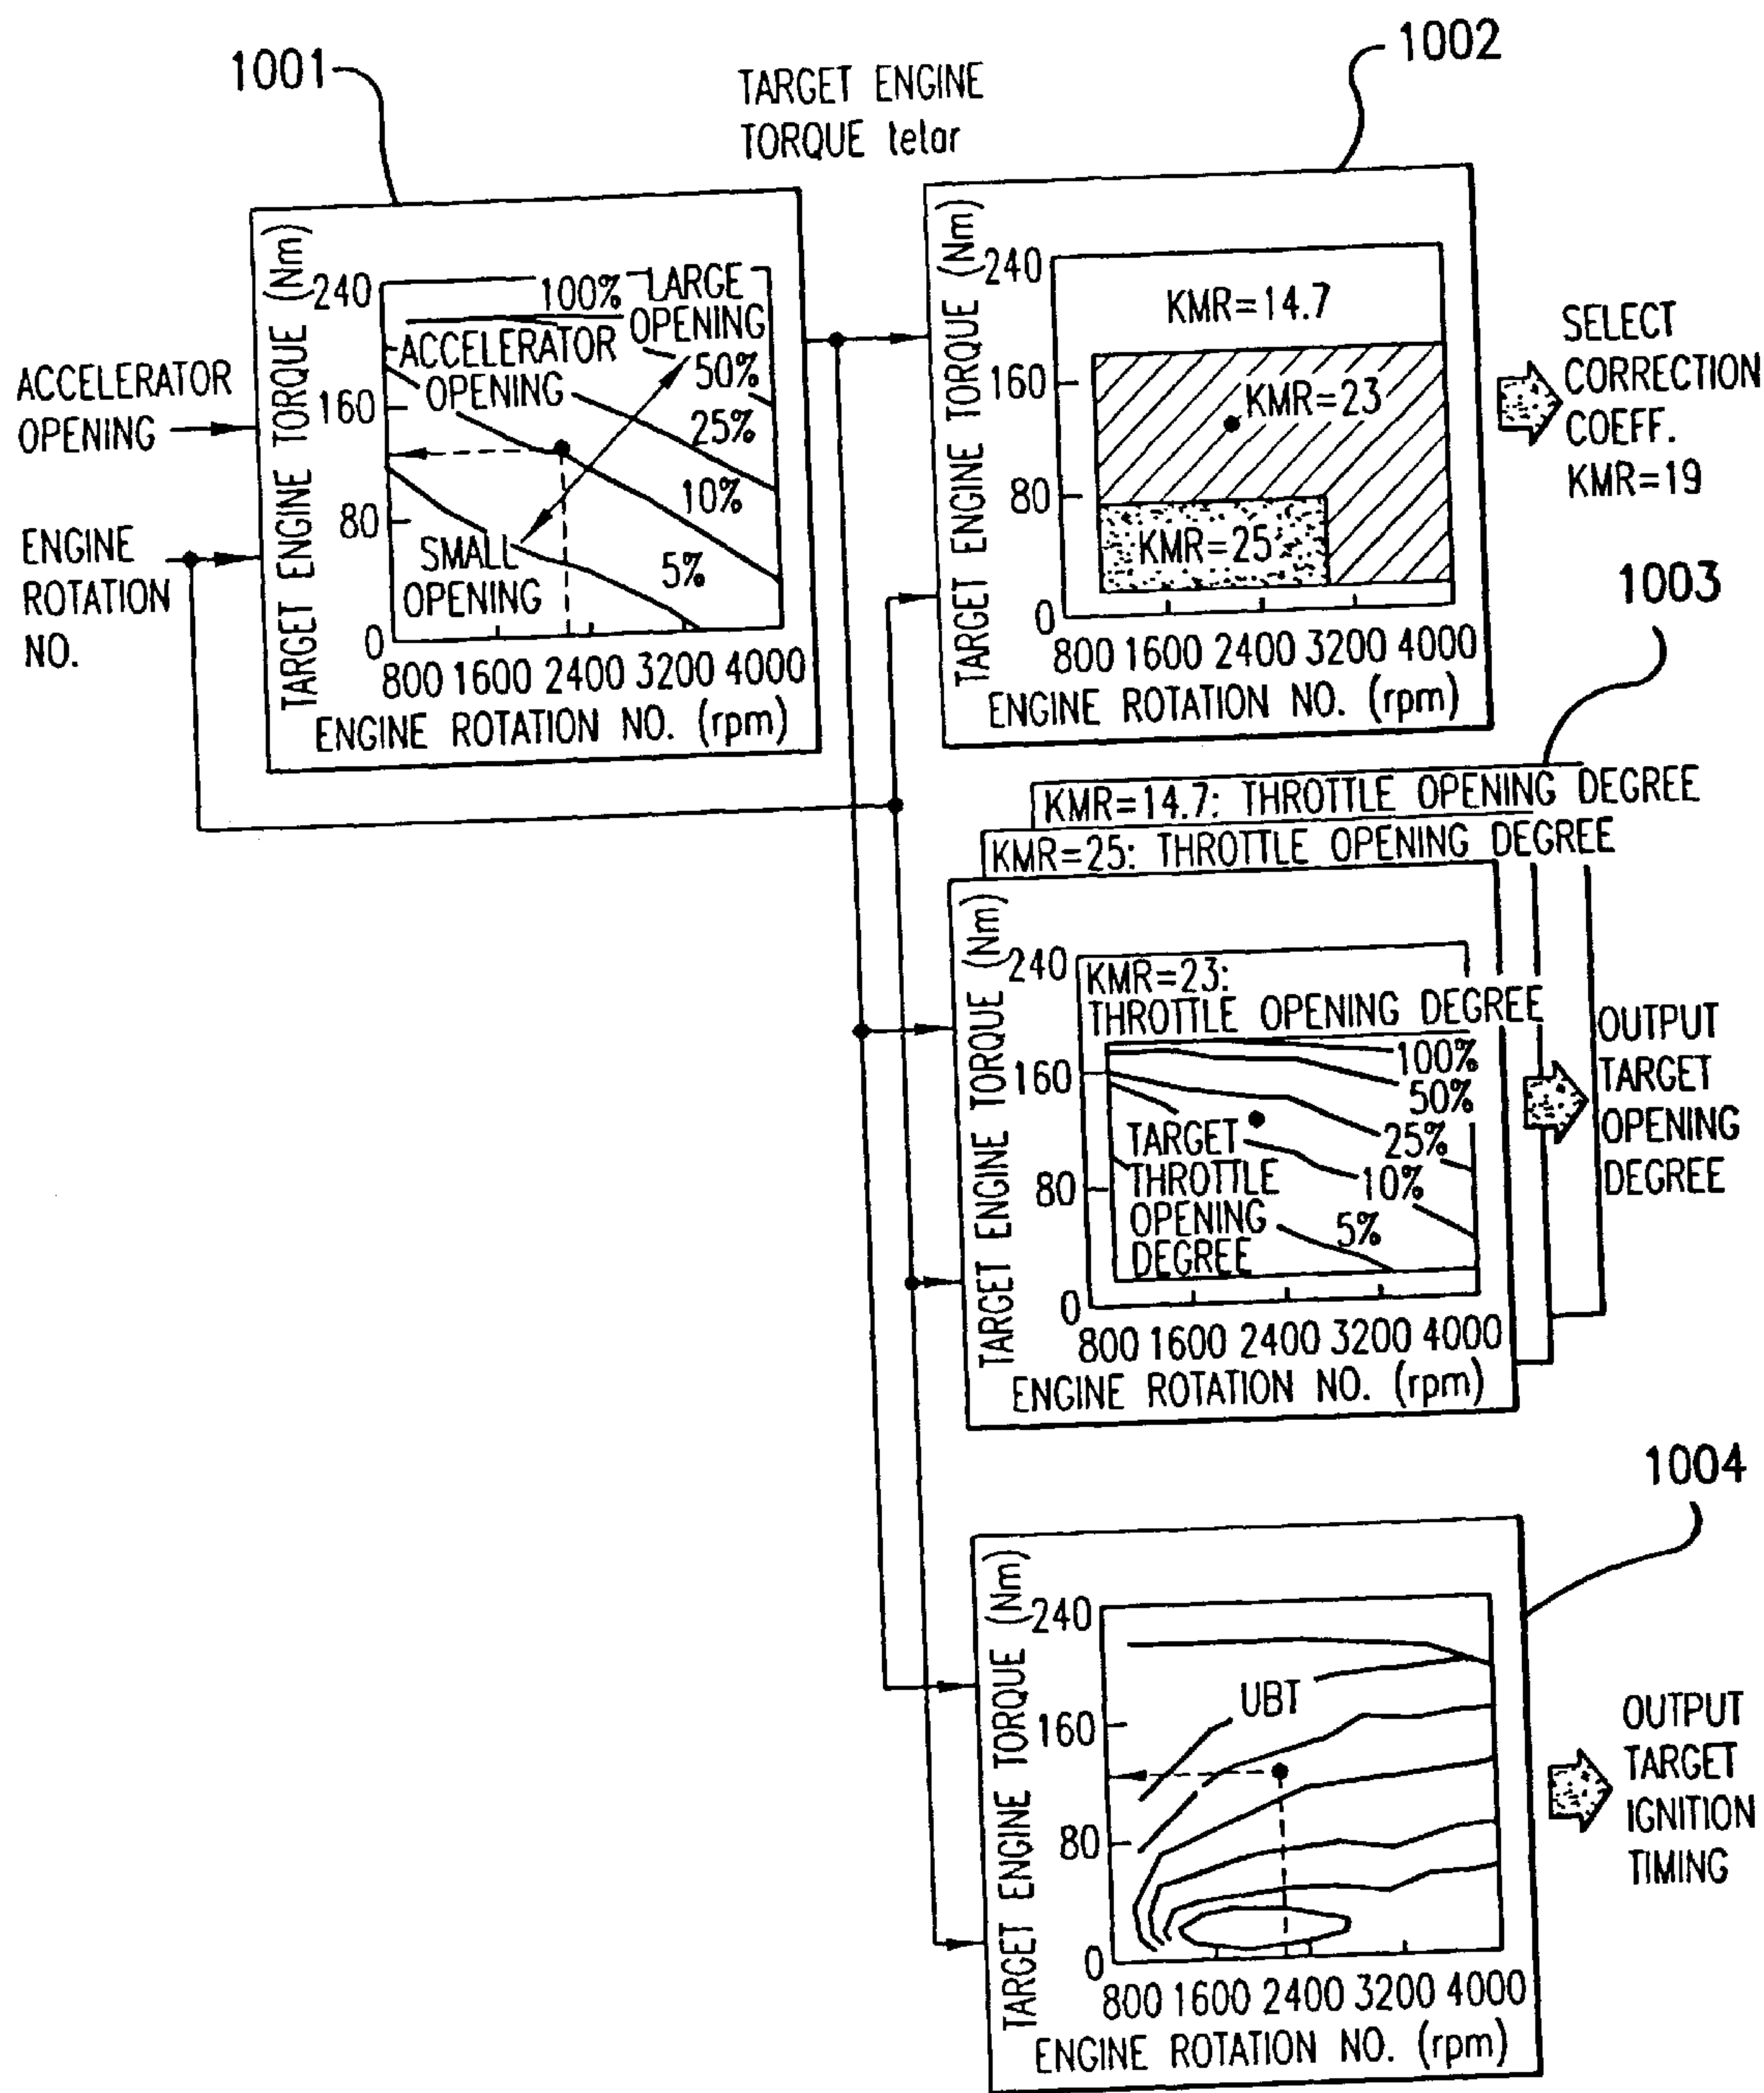 1001
TARGET ENGINE
TORQUE telar
1002
ACCELERATOR
OPENING
ENGINE
ROTATION
NO.
TARGET ENGINE TORQUE (Nm)
240
160
80
0
100%
LARGE
OPENING
ACCELERATOR
OPENING
50%
25%
10%
5%
SMALL
OPENING
800 1600 2400 3200 4000
ENGINE ROTATION NO. (rpm)
TARGET ENGINE TORQUE (Nm)
240
160
80
0
KMR=14.7
KMR=23
KMR=25
800 1600 2400 3200 4000
ENGINE ROTATION NO. (rpm)
SELECT
CORRECTION
COEFF.
KMR=19
1003
KMR=14.7: THROTTLE OPENING DEGREE
KMR=25: THROTTLE OPENING DEGREE
TARGET ENGINE TORQUE (Nm)
240
160
80
0
KMR=23:
THROTTLE OPENING DEGREE
100%
50%
25%
10%
5%
TARGET
THROTTLE
OPENING
DEGREE
800 1600 2400 3200 4000
ENGINE ROTATION NO. (rpm)
OUTPUT
TARGET
OPENING
DEGREE
1004
TARGET ENGINE TORQUE (Nm)
240
160
80
0
UBT
800 1600 2400 3200 4000
ENGINE ROTATION NO. (rpm)
OUTPUT
TARGET
IGNITION
TIMING